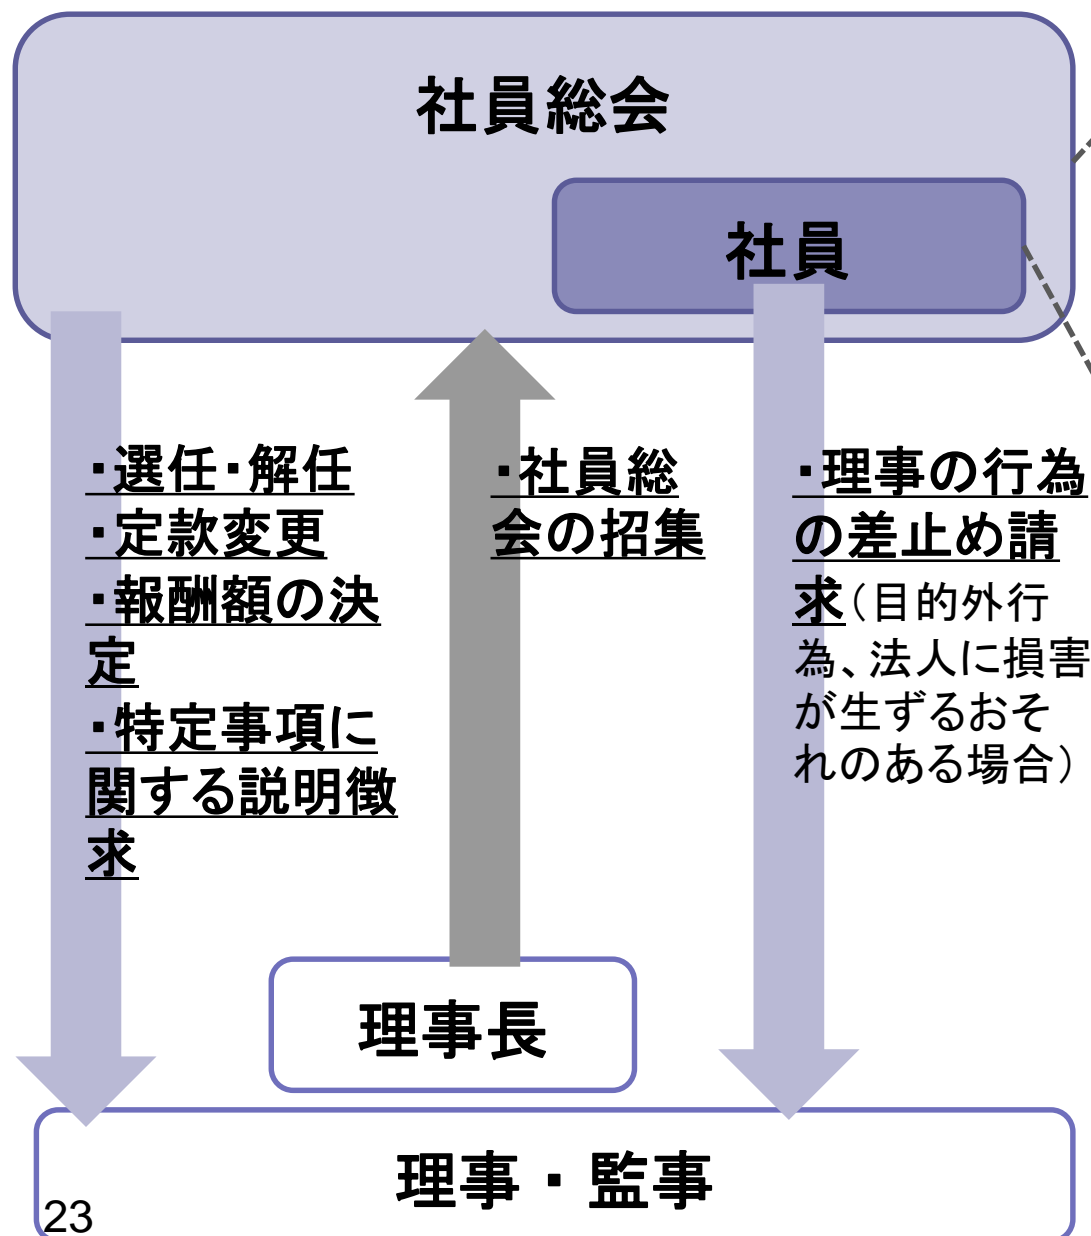 社員総会
社員
・選任・解任
・定款変更
・報酬額の決
定
・特定事項に
関する説明徴
求
・社員総
会の招集
・理事の行為
の差止め請
求（目的外行
為、法人に損害
が生ずるおそ
れのある場合）
理事長
理事・監事
23